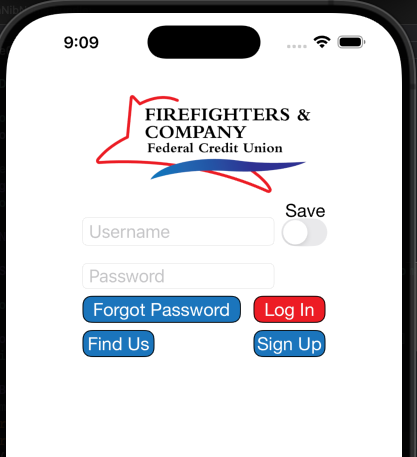 9:09
FIREFIGHTERS &
COMPANY
Federal Credit Union
Save
Username
Password
Forgot Password
Log In
Find Us
Sign Up